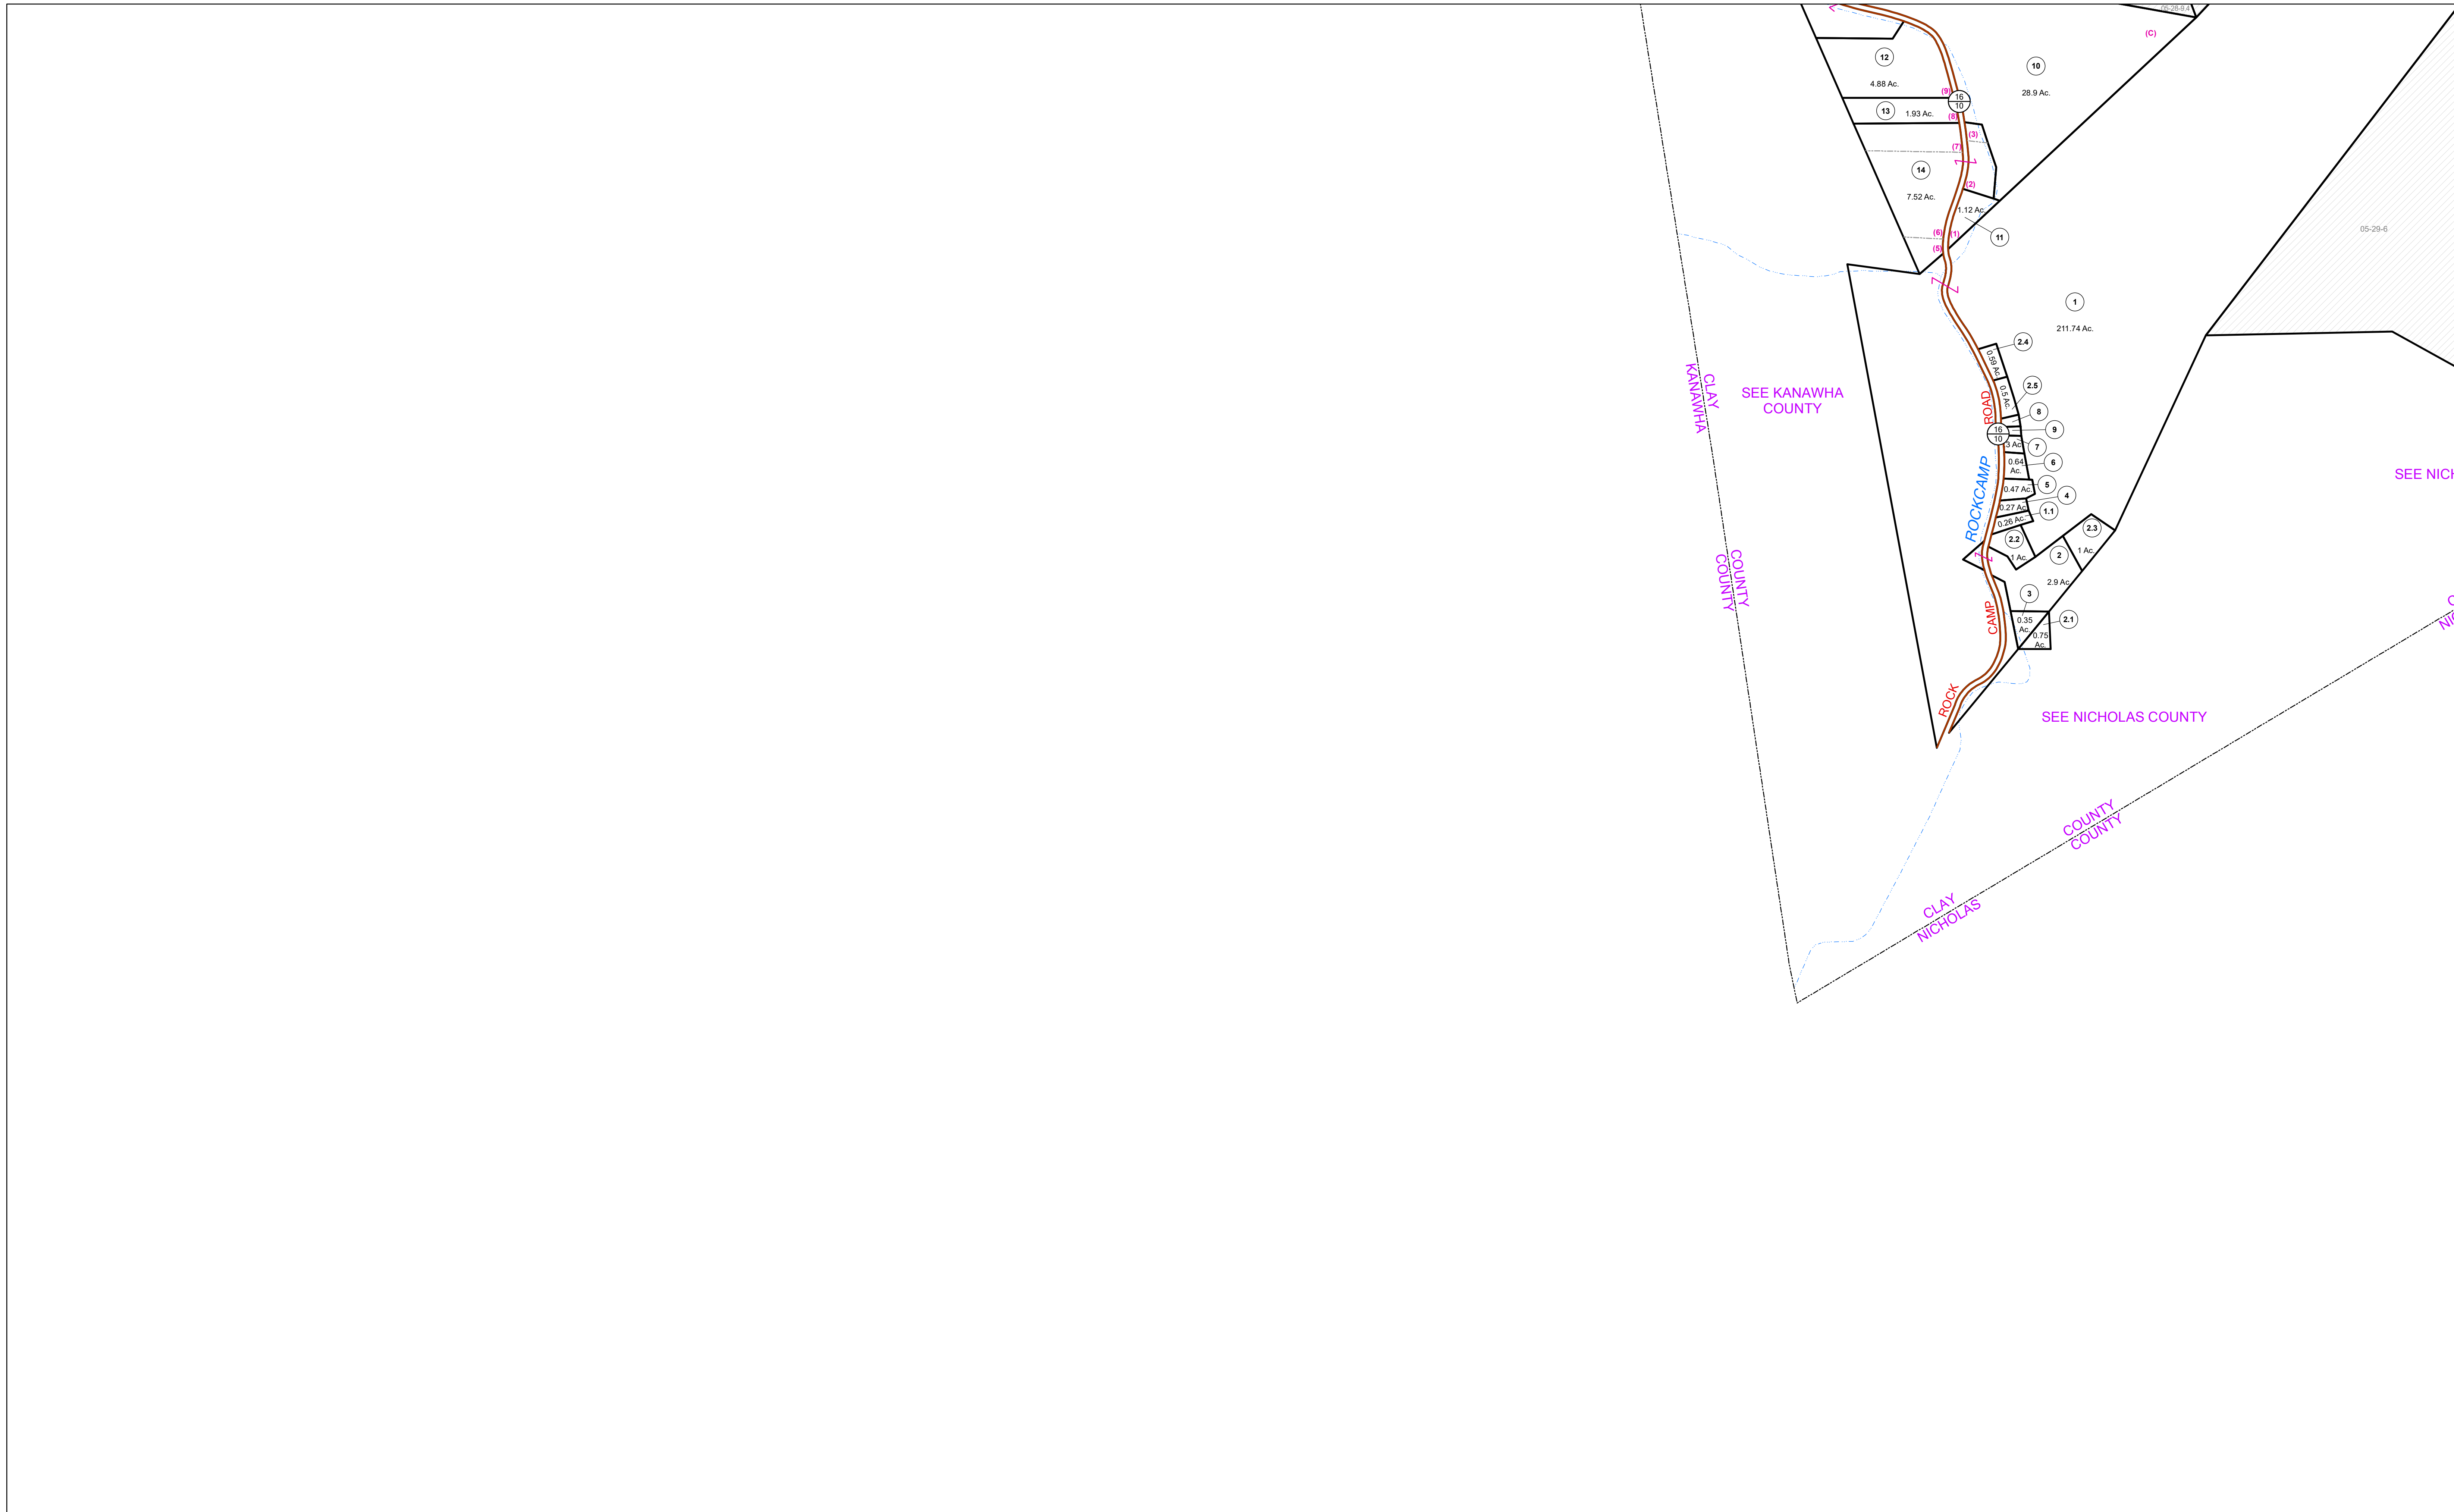 05-28-9.4
(C)
12
10
4.88 Ac.
28.9 Ac.
(9)
16
10
13
1.93 Ac.
(8)
(3)
(7)
14
(2)
7.52 Ac.
1.12 Ac.
05-29-6
(6)
(1)
11
(5)
1
211.74 Ac.
2.4
0.59 Ac.
2.5
0.5 Ac.
CLAY
KANAWHA
SEE KANAWHA
COUNTY
ROAD
8
16
10
9
3 Ac.
7
0.64
Ac.
6
SEE NICH
ROCKCAMP
0.47 Ac.
5
4
0.27 Ac.
1.1
0.26 Ac.
2.2
2.3
1 Ac.
2
1 Ac.
COUNTY
COUNTY
2.9 Ac.
3
CAMP
0.35
Ac.
2.1
0.75
Ac.
ROCK
SEE NICHOLAS COUNTY
COUNTY
COUNTY
CLAY
NICHOLAS